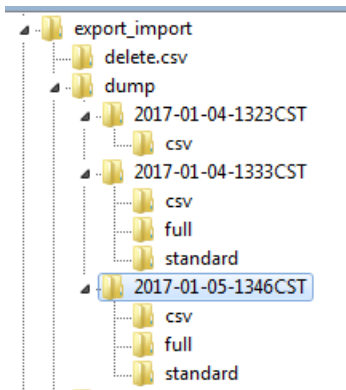 export_import
delete.csv
dump
2017-01-04-1323CST
csv
2017-01-04-1333CST
csv
full
standard
2017-01-05-1346CST
csv
full
standard